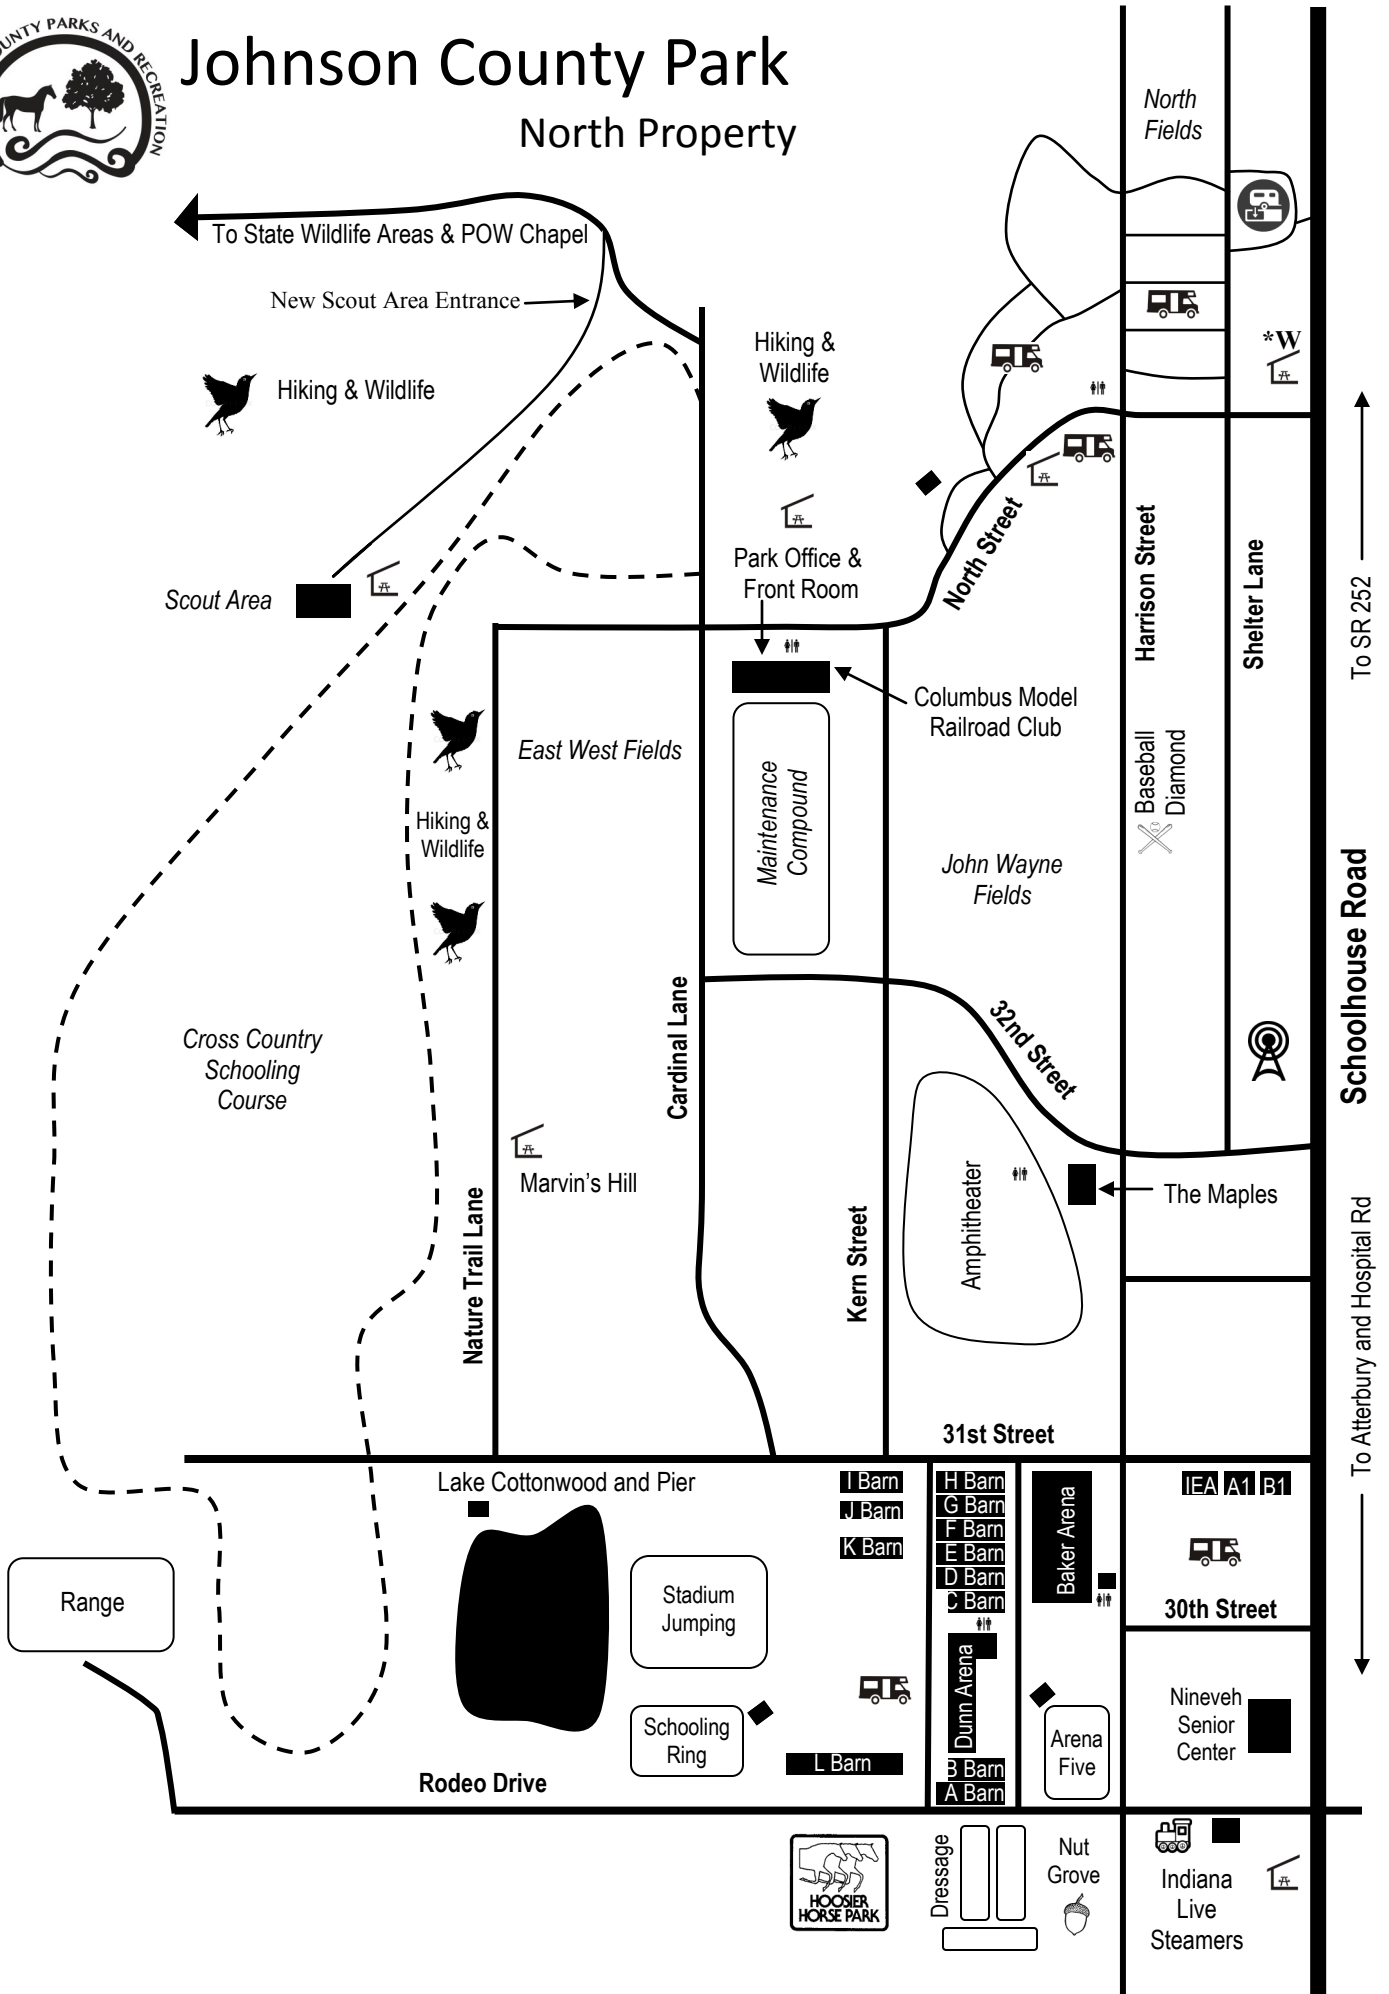 OUNTY PARKS AND RECREATION
Johnson County Park
North Property
North
Fields
To State Wildlife Areas & POW Chapel
New Scout Area Entrance
Hiking &
Wildlife
*W
Hiking & Wildlife
North Street
Harrison Street
Shelter Lane
To SR 252
Park Office &
Front Room
Scout Area
Columbus Model
Railroad Club
East West Fields
Maintenance
Compound
Baseball
Diamond
Hiking &
Wildlife
John Wayne
Fields
Schoolhouse Road
Cardinal Lane
32nd Street
Cross Country
Schooling
Course
Marvin's Hill
Nature Trail Lane
Kern Street
Amphitheater
The Maples
To Atterbury and Hospital Rd
31st Street
Lake Cottonwood and Pier
I Barn
J Barn
K Barn
H Barn
G Barn
F Barn
E Barn
D Barn
C Barn
Baker Arena
IEA
A1
B1
Range
Stadium
Jumping
30th Street
Dunn Arena
Schooling
Ring
L Barn
B Barn
A Barn
Arena
Five
Nineveh
Senior
Center
Rodeo Drive
HOOSIER
HORSE PARK
Dressage
Nut
Grove
Indiana
Live
Steamers